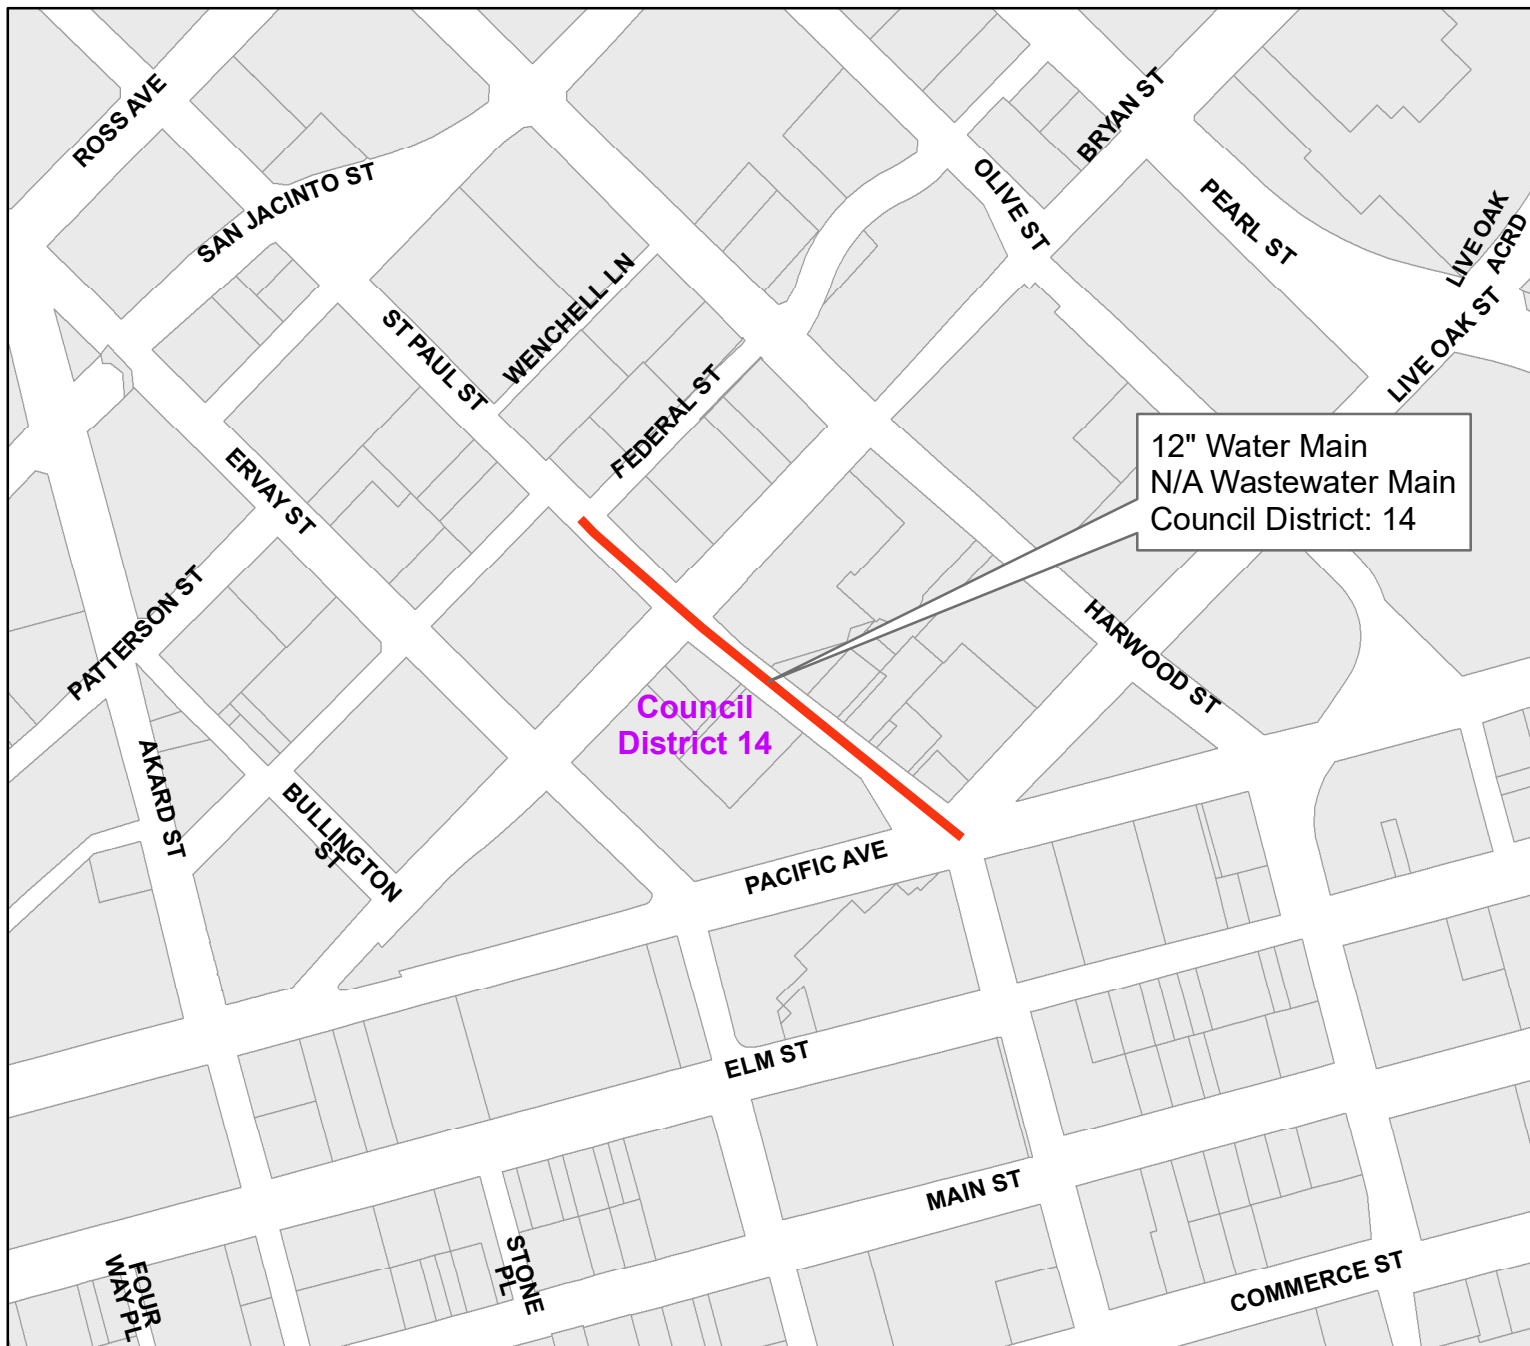 ROSS AVE
BRYAN ST
SAN JACINTO ST
OLIVE ST
PEARL ST
LIVE OAK
ACRD
WENCHELL LN
ST PAUL ST
LIVE OAK ST
FEDERAL ST
12" Water Main
N/A Wastewater Main
Council District: 14
ERVAY ST
PATTERSON ST
HARWOOD ST
Council
District 14
AKARD ST
BULLINGTON
ST
PACIFIC AVE
ELM ST
MAIN ST
STONE
PL
FOUR
WAY PL
COMMERCE ST